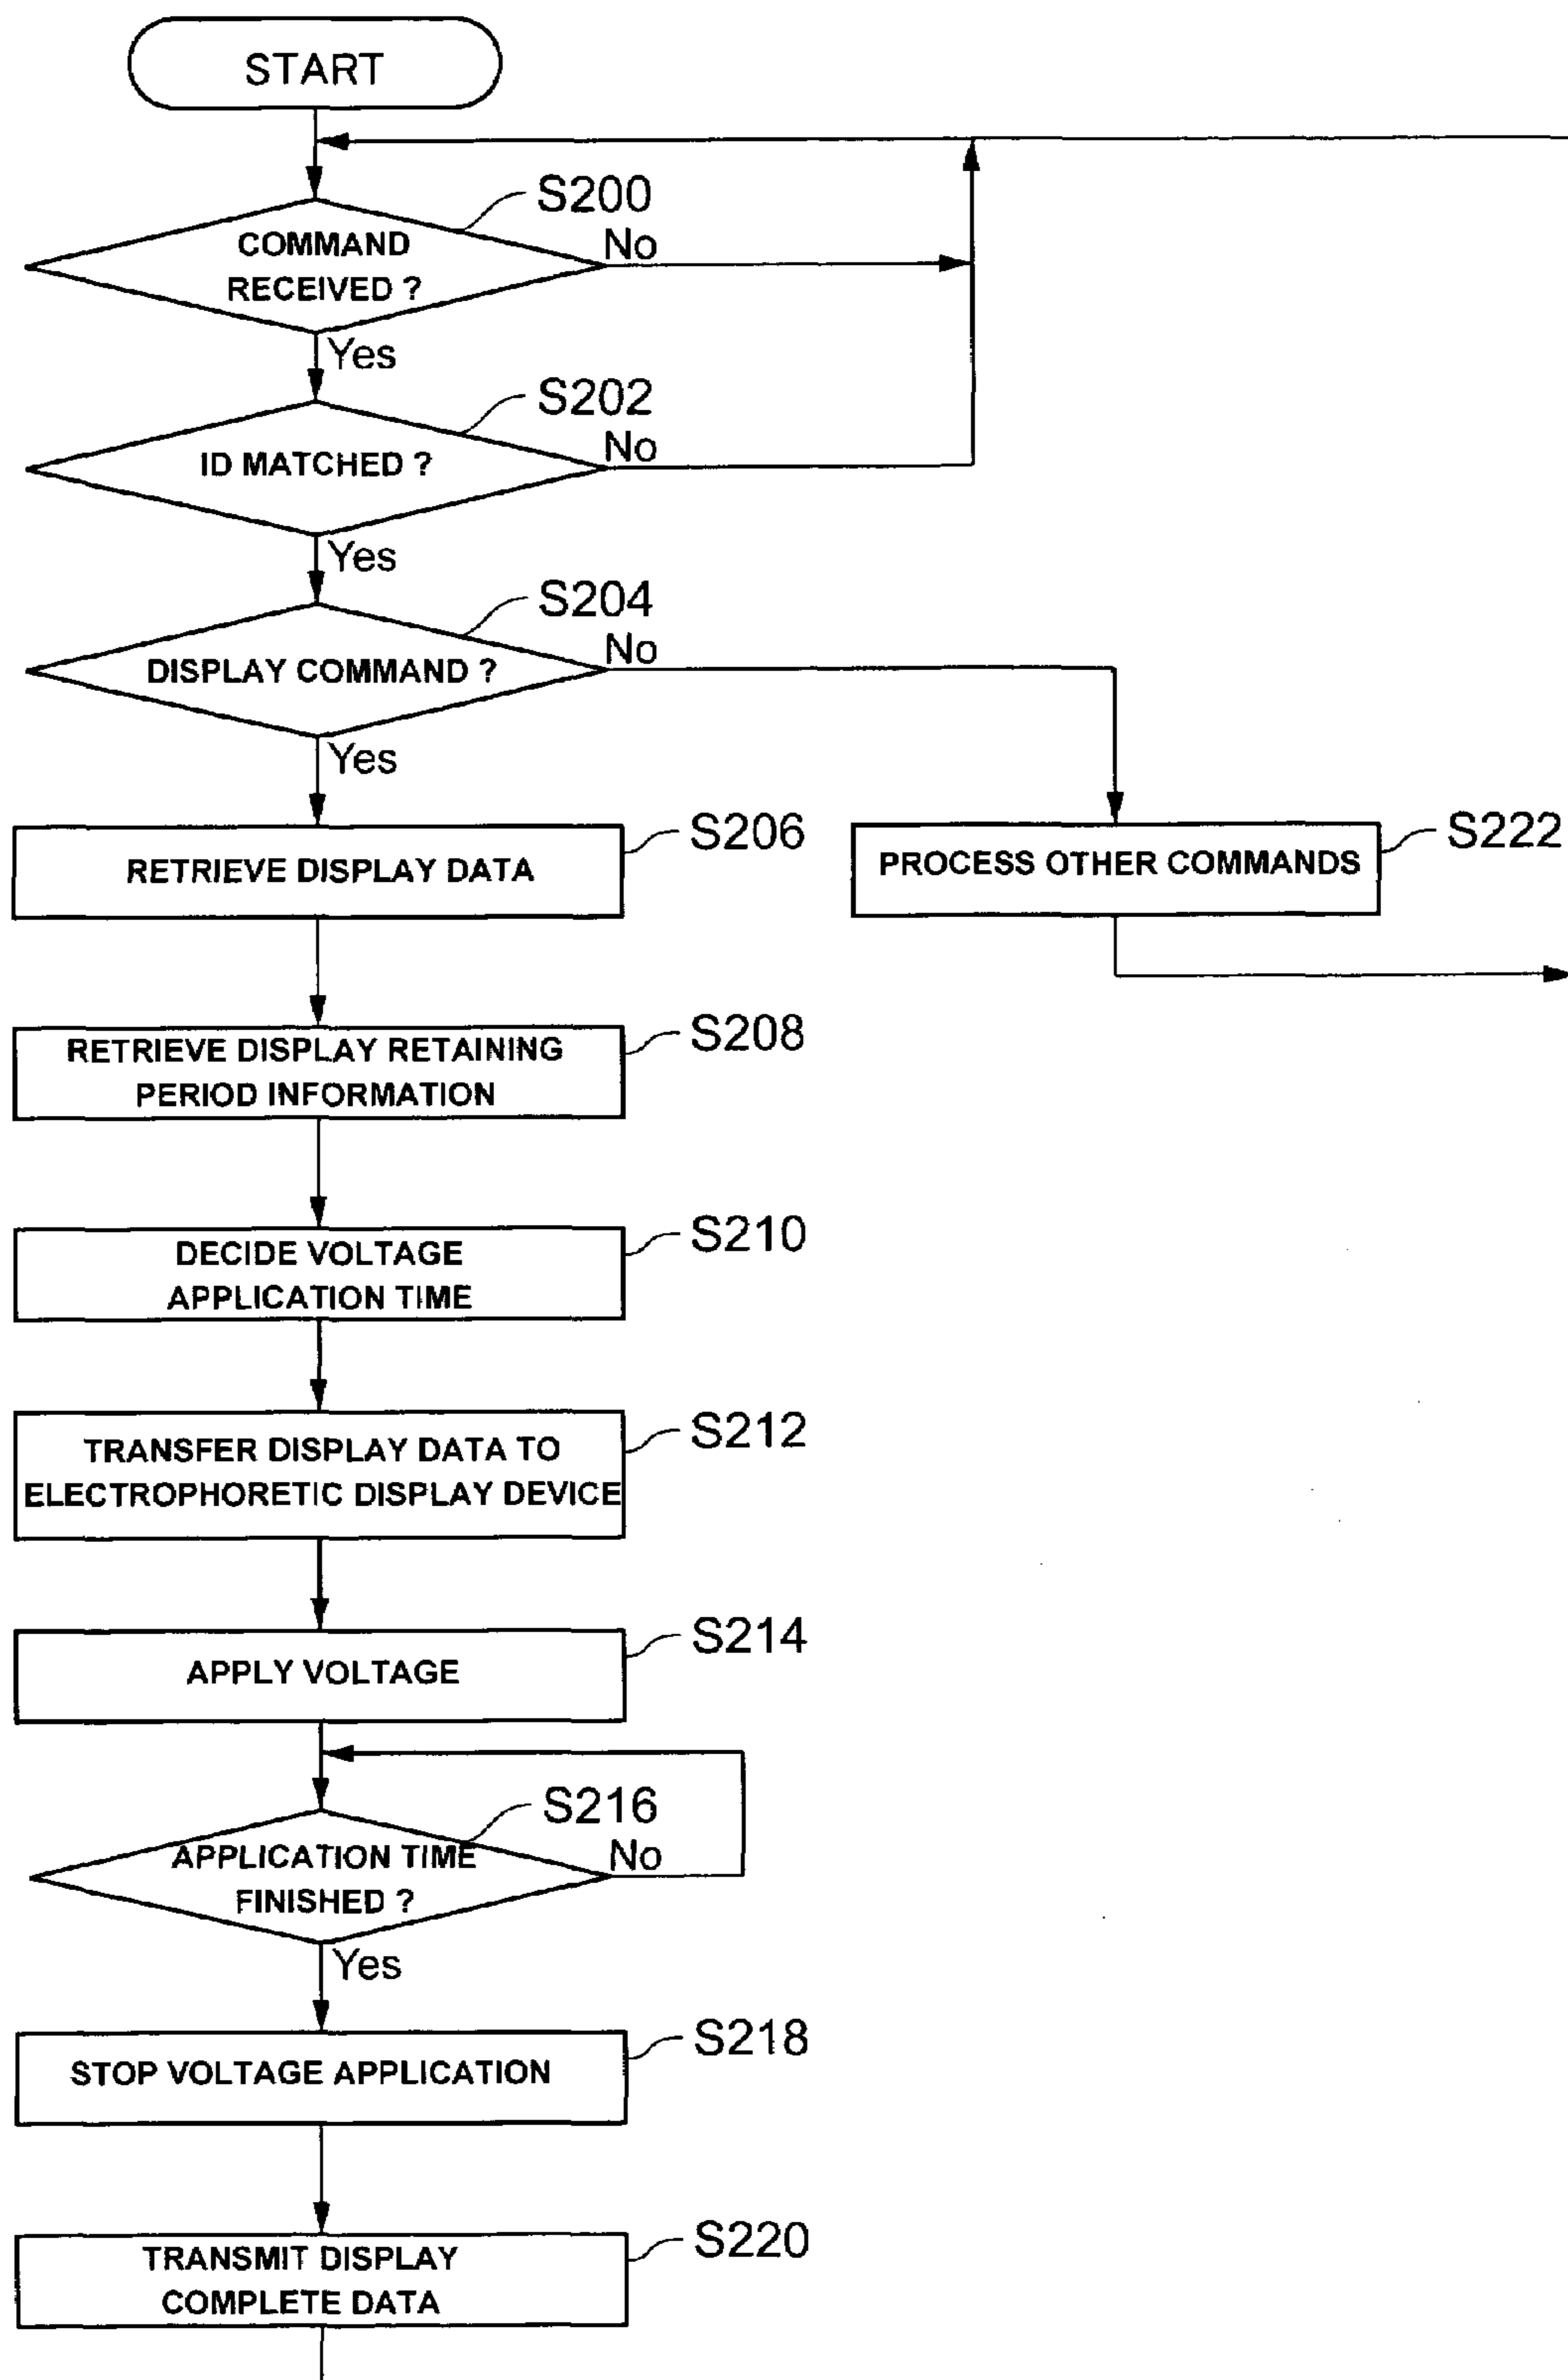 START
S200
COMMAND
RECEIVED ?
No
Yes
S202
ID MATCHED ?
No
Yes
S204
DISPLAY COMMAND ?
No
Yes
S206
RETRIEVE DISPLAY DATA
S222
PROCESS OTHER COMMANDS
S208
RETRIEVE DISPLAY RETAINING
PERIOD INFORMATION
S210
DECIDE VOLTAGE
APPLICATION TIME
S212
TRANSFER DISPLAY DATA TO
ELECTROPHORETIC DISPLAY DEVICE
S214
APPLY VOLTAGE
S216
APPLICATION TIME
FINISHED ?
No
Yes
S218
STOP VOLTAGE APPLICATION
S220
TRANSMIT DISPLAY
COMPLETE DATA